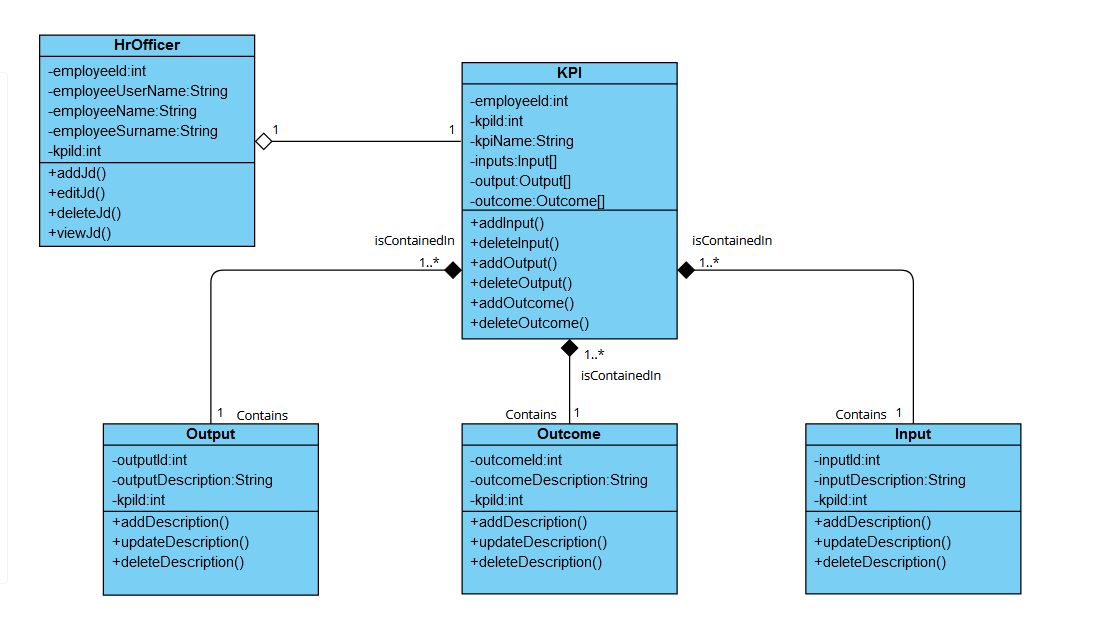 HrOfficer
-employeeId:int
-employeeUserName:String
-employeeName:String
-employeeSurname:String
-kpiId:int
+addJd()
+editJd()
+deleteJd()
+viewJd()
1
1
KPI
-employeeId:int
-kpiId:int
-kpiName:String
-inputs:Input[]
-output:Output[]
-outcome:Outcome[]
+addInput()
+deleteInput()
+addOutput()
+deleteOutput()
+addOutcome()
+deleteOutcome()
isContainedIn
1..*
isContainedIn
1..*
1..*
isContainedIn
1 Contains
Contains 1
Contains 1
Output
-outputId:int
-outputDescription:String
-kpiId:int
+addDescription()
+updateDescription()
+deleteDescription()
Outcome
-outcomeId:int
-outcomeDescription:String
-kpiId:int
+addDescription()
+updateDescription()
+deleteDescription()
Input
-inputId:int
-inputDescription:String
-kpiId:int
+addDescription()
+updateDescription()
+deleteDescription()